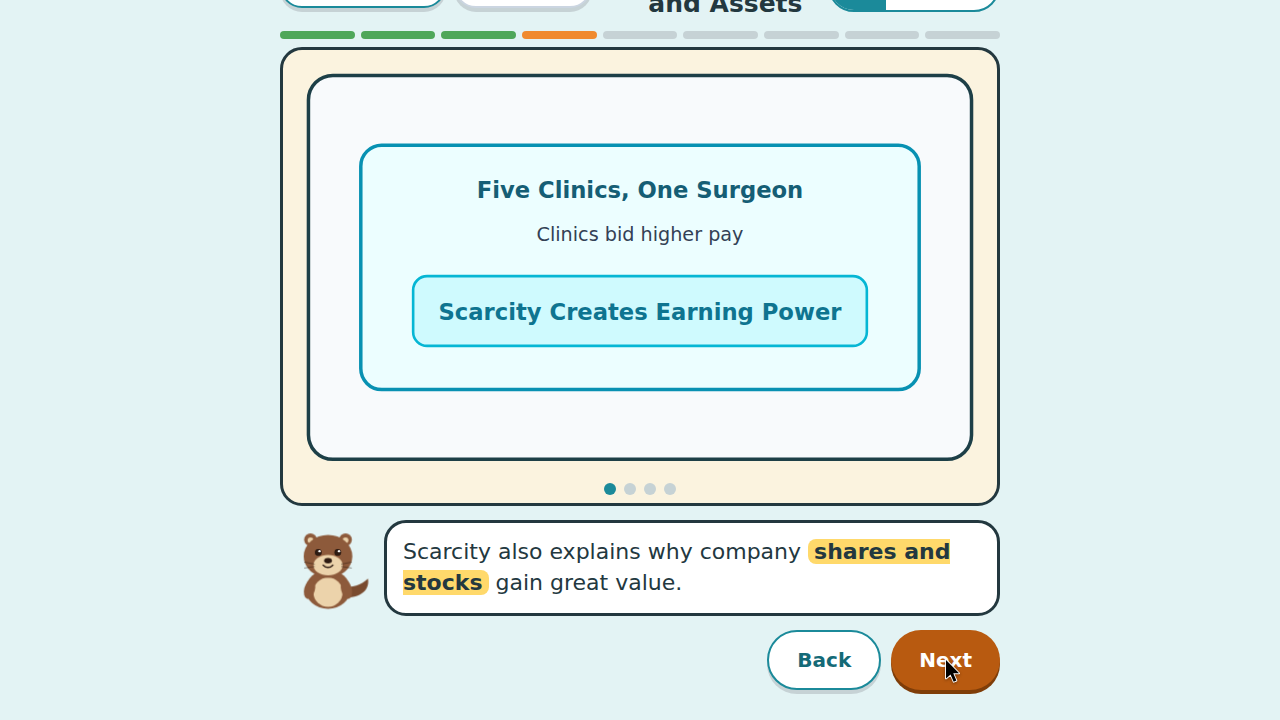 and Assets
Five Clinics, One Surgeon
Clinics bid higher pay
Scarcity Creates Earning Power
Scarcity also explains why company shares and
stocks gain great value.
Back
Next